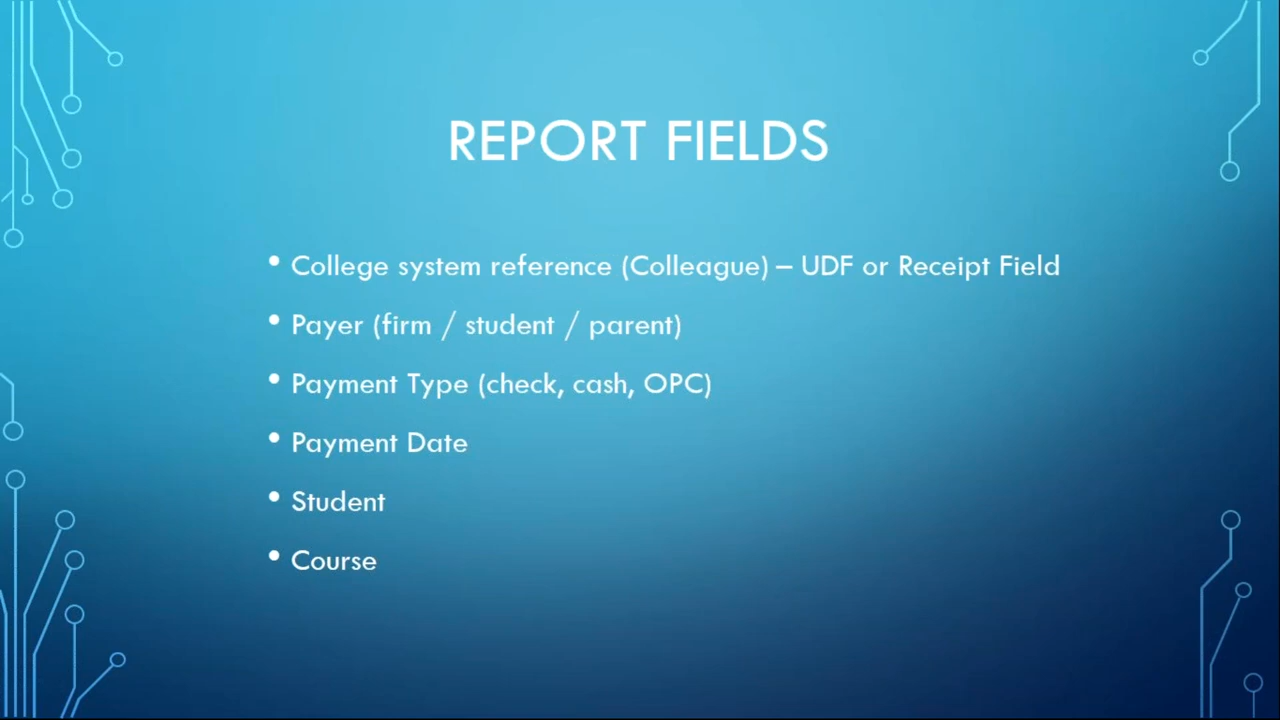 REPORT FIELDS
• College system reference (Colleague) – UDF or Receipt Field
• Payer (firm / student / parent)
• Payment Type (check, cash, OPC)
• Payment Date
• Student
• Course